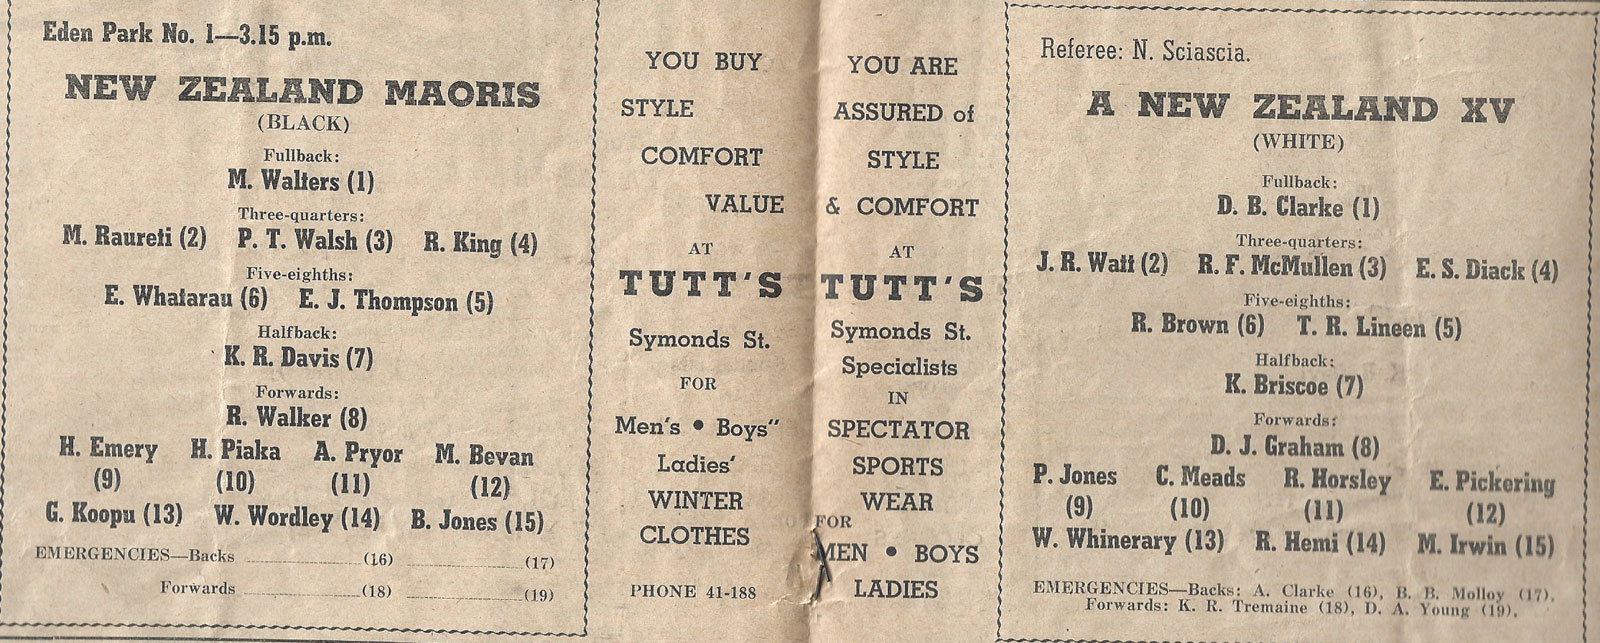 Eden Park No. 1—3.15 p.m.
NEW ZEALAND MAORIS
(BLACK)
Fullback:
M. Walters (1)
Three-quarters:
M. Raureti (2) P. T. Walsh (3) R. King (4)
Five-eighths:
E. Whatarau (6) E. J. Thompson (5)
Halfback:
K. R. Davis (7)
Forwards:
R. Walker (8)
H. Emery H. Piaka A. Pryor M. Bevan
(9) (10) (11) (12)
G. Koopu (13) W. Wordley (14) B. Jones (15)
EMERGENCIES—Backs (16) (17)
Forwards (18) (19)
YOU BUY
STYLE
COMFORT
VALUE
AT
TUTT'S
Symonds St.
FOR
Men's • Boys"
Ladies'
WINTER
CLOTHES
PHONE 41-188
YOU ARE
ASSURED of
STYLE
& COMFORT
AT
TUTT'S
Symonds St.
Specialists
IN
SPECTATOR
SPORTS
WEAR
FOR
MEN • BOYS
LADIES
Referee: N. Sciascia.
A NEW ZEALAND XV
(WHITE)
Fullback:
D. B. Clarke (1)
Three-quarters:
J. R. Watt (2) R. F. McMullen (3) E. S. Diack (4)
Five-eighths:
R. Brown (6) T. R. Lineen (5)
Halfback:
K. Briscoe (7)
Forwards:
D. J. Graham (8)
P. Jones C. Meads R. Horsley E. Pickering
(9) (10) (11) (12)
W. Whinerary (13) R. Hemi (14) M. Irwin (15)
EMERGENCIES—Backs: A. Clarke (16), B. B. Molloy (17).
Forwards: K. R. Tremaine (18), D. A. Young (19).